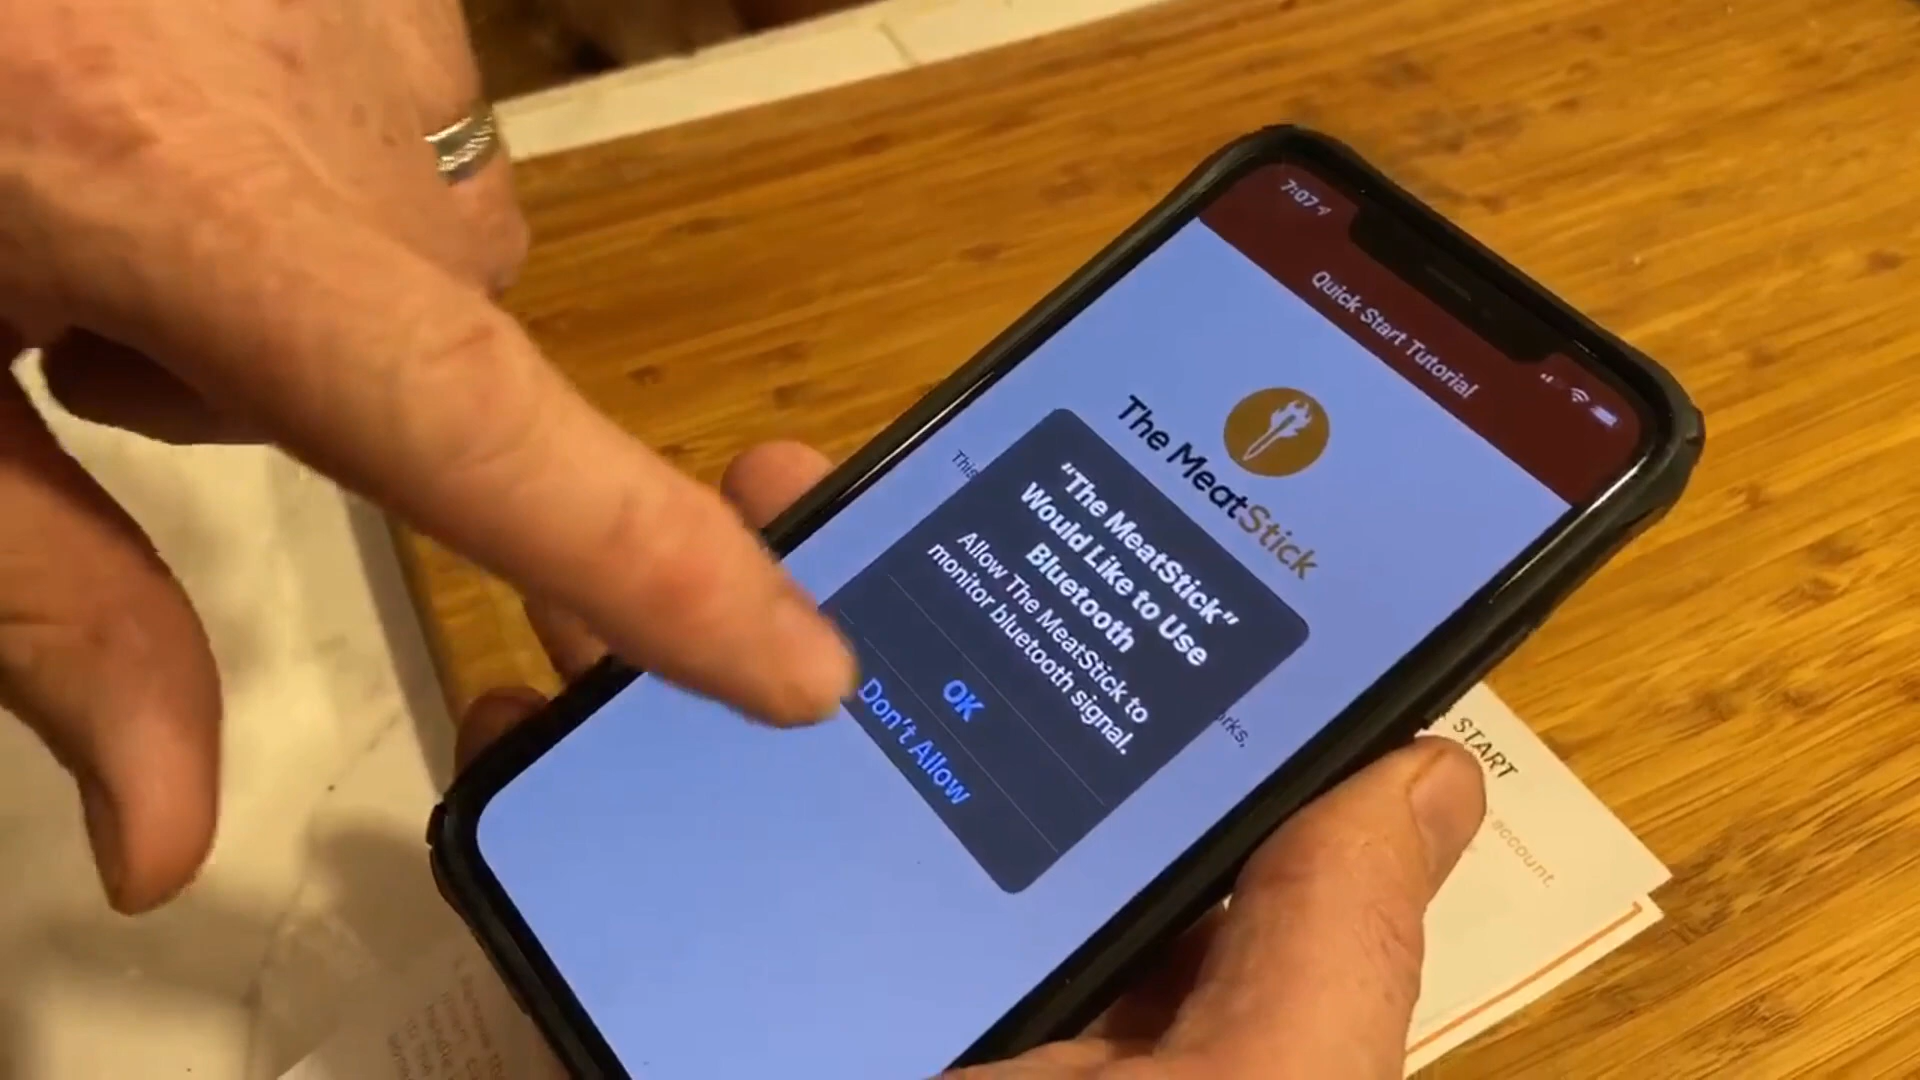 7:07
Quick Start Tutorial
The MeatStick
This
"The MeatStick"
Would Like to Use
Bluetooth
Allow The MeatStick to
monitor bluetooth signal.
OK
Don't Allow
START
account.